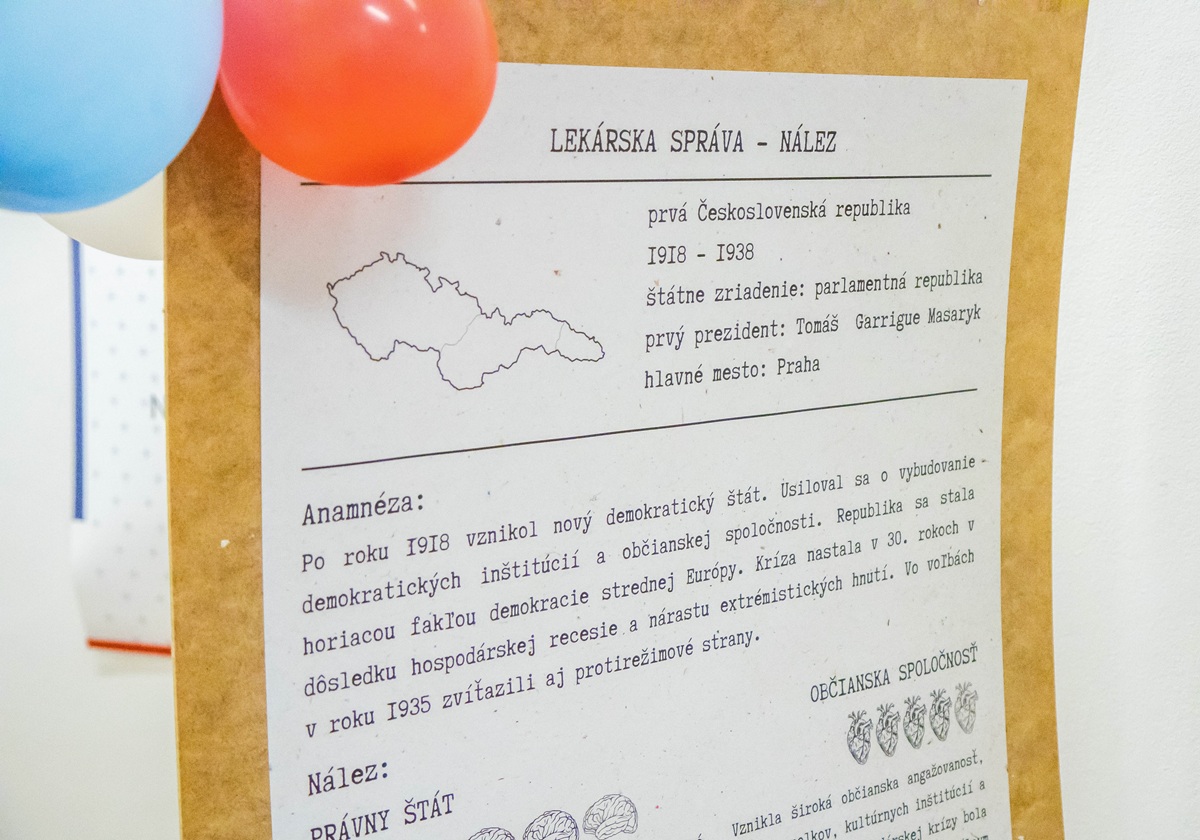 LEKÁRSKA SPRÁVA - NÁLEZ
prvá Československá republika
1918 - 1938
štátne zriadenie: parlamentná republika
prvý prezident: Tomáš Garrigue Masaryk
hlavné mesto: Praha
Anamnéza:
Po roku 1918 vznikol nový demokratický štát. Usiloval sa o vybudovanie
demokratických inštitúcií a občianskej spoločnosti. Republika sa stala
horiacou fakľou demokracie strednej Európy. Kríza nastala v 30. rokoch v
dôsledku hospodárskej recesie a nárastu extrémistických hnutí. Vo voľbách
v roku 1935 zvíťazili aj protirežimové strany.
OBČIANSKA SPOLOČNOSŤ
Nález:
PRÁVNY ŠTÁT
Vznikla široká občianska angažovanosť,
kultúrnych inštitúcií a
krízy bola